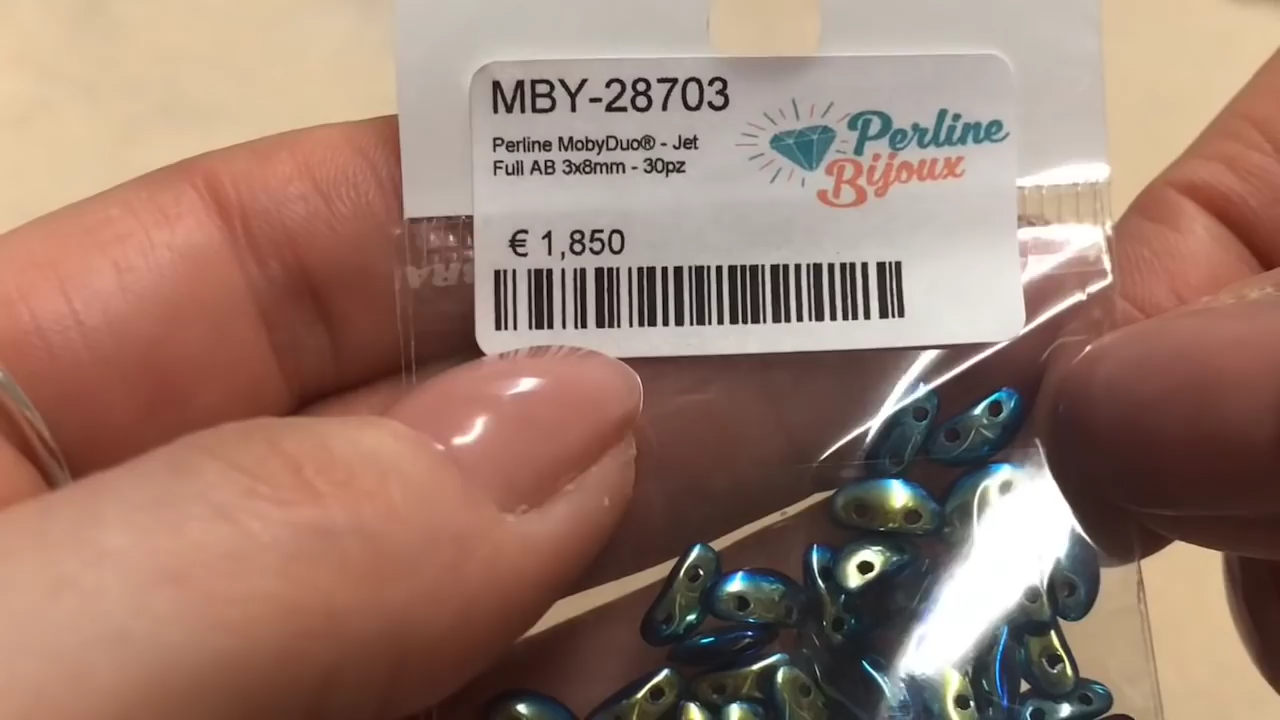 MBY-28703
Perline MobyDuo® - Jet
Full AB 3x8mm - 30pz
Perline
Bijoux
€ 1,850